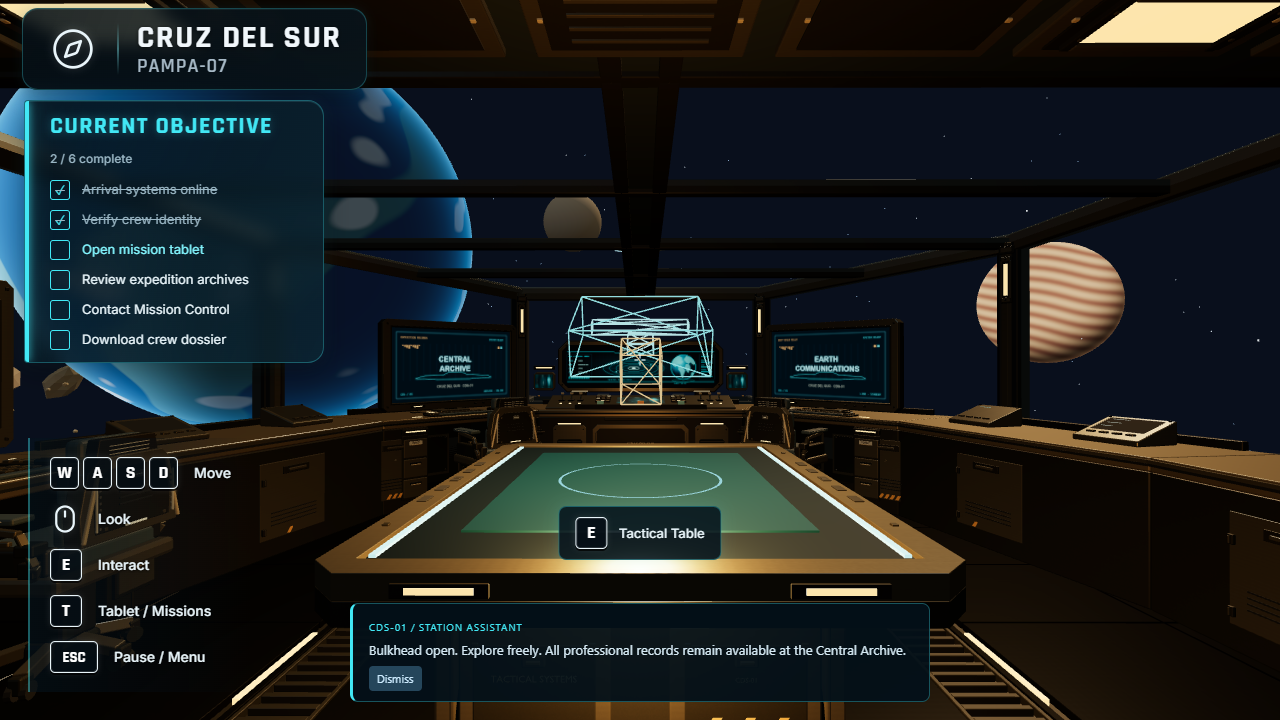 CRUZ DEL SUR
PAMPA-07
CURRENT OBJECTIVE
2 / 6 complete
Arrival systems online
Verify crew identity
Open mission tablet
Review expedition archives
Contact Mission Control
Download crew dossier
CENTRAL
ARCHIVE
EARTH
COMMUNICATIONS
W A S D Move
Look
E Interact
T Tablet / Missions
ESC Pause / Menu
E Tactical Table
CDS-01 / STATION ASSISTANT
Bulkhead open. Explore freely. All professional records remain available at the Central Archive.
Dismiss